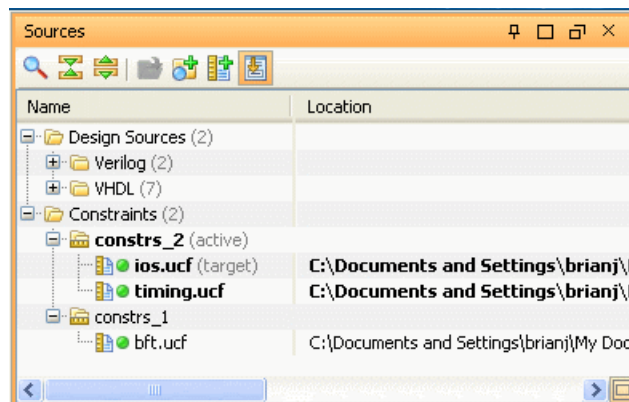 Sources
Name Location
Design Sources (2)
Verilog (2)
VHDL (7)
Constraints (2)
constrs_2 (active)
ios.ucf (target) C:\Documents and Settings\brianj\
timing.ucf C:\Documents and Settings\brianj\
constrs_1
bft.ucf C:\Documents and Settings\brianj\My Doc